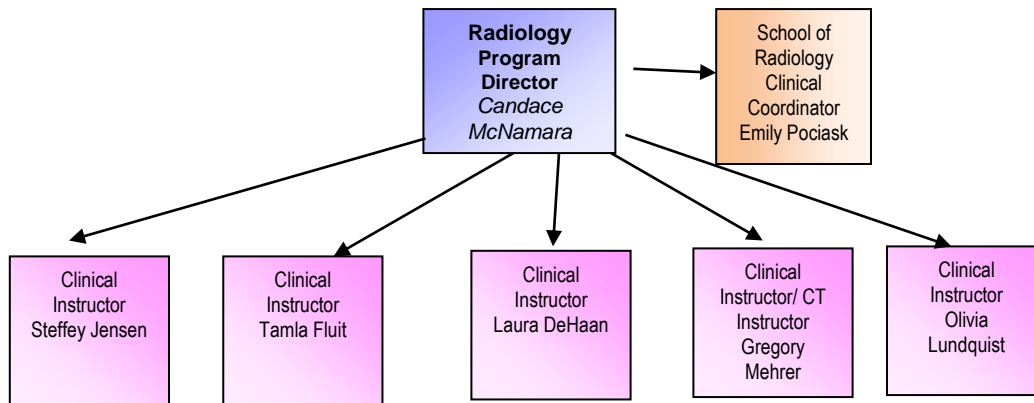 Radiology
Program
Director
Candace
McNamara
School of
Radiology
Clinical
Coordinator
Emily Pociask
Clinical
Instructor
Steffey Jensen
Clinical
Instructor
Tamla Fluit
Clinical
Instructor
Laura DeHaan
Clinical
Instructor/ CT
Instructor
Gregory
Mehrer
Clinical
Instructor
Olivia
Lundquist